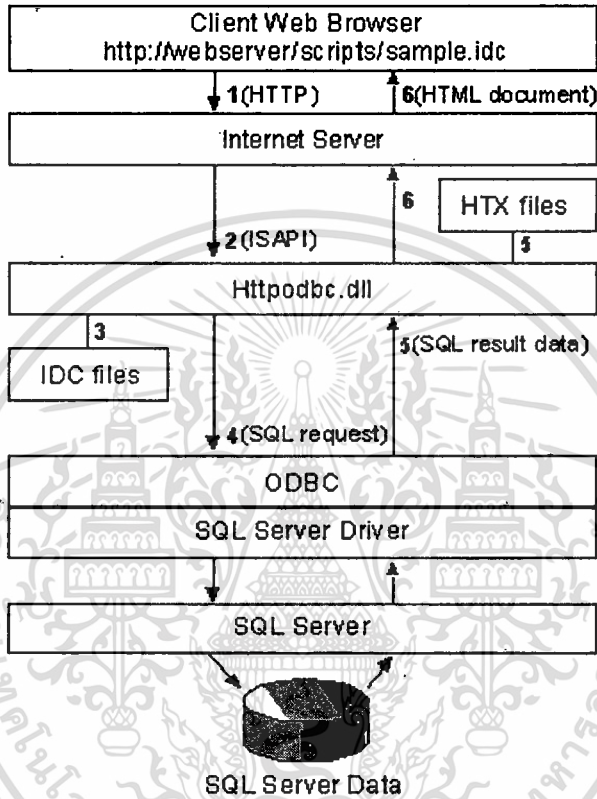 Client Web Browser
http://webserver/scripts/sample.idc
1(HTTP)
6(HTML document)
Internet Server
6
HTX files
2(ISAPI)
5
Httpodbc.dll
3
5(SQL result data)
IDC files
4(SQL request)
ODBC
SQL Server Driver
SQL Server
SQL Server Data